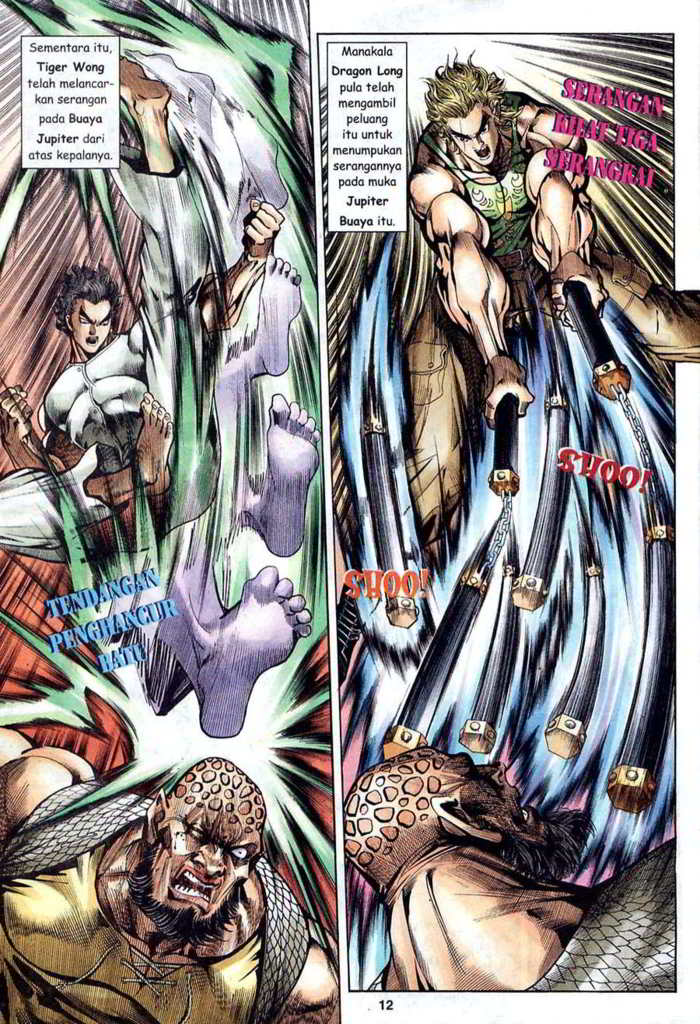 Sementara itu,
Tiger Wong
telah melancar-
kan serangan
pada Buaya
Jupiter dari
atas kepalanya.
TENDANGAN
PENGHANCUR
BATU
Manakala
Dragon Long
pula telah
mengambil
peluang
itu untuk
menumpukan
serangannya
pada muka
Jupiter
Buaya itu.
SERANGAN
KILAT TIGA
SERANGKAI
SHOO!
SHOO!
12